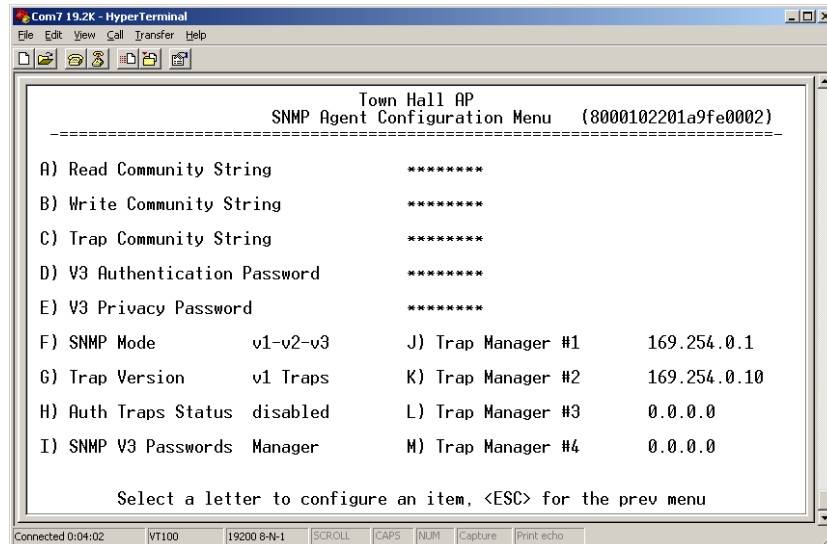 Com7 19.2K - HyperTerminal
File Edit View Call Transfer Help
Town Hall AP
SNMP Agent Configuration Menu (8000102201a9fe0002)
-==========================================================================-
A) Read Community String ********
B) Write Community String ********
C) Trap Community String ********
D) V3 Authentication Password ********
E) V3 Privacy Password ********
F) SNMP Mode v1-v2-v3 J) Trap Manager #1 169.254.0.1
G) Trap Version v1 Traps K) Trap Manager #2 169.254.0.10
H) Auth Traps Status disabled L) Trap Manager #3 0.0.0.0
I) SNMP V3 Passwords Manager M) Trap Manager #4 0.0.0.0
Select a letter to configure an item, <ESC> for the prev menu
Connected 0:04:02 VT100 19200 8-N-1 SCROLL CAPS NUM Capture Print echo